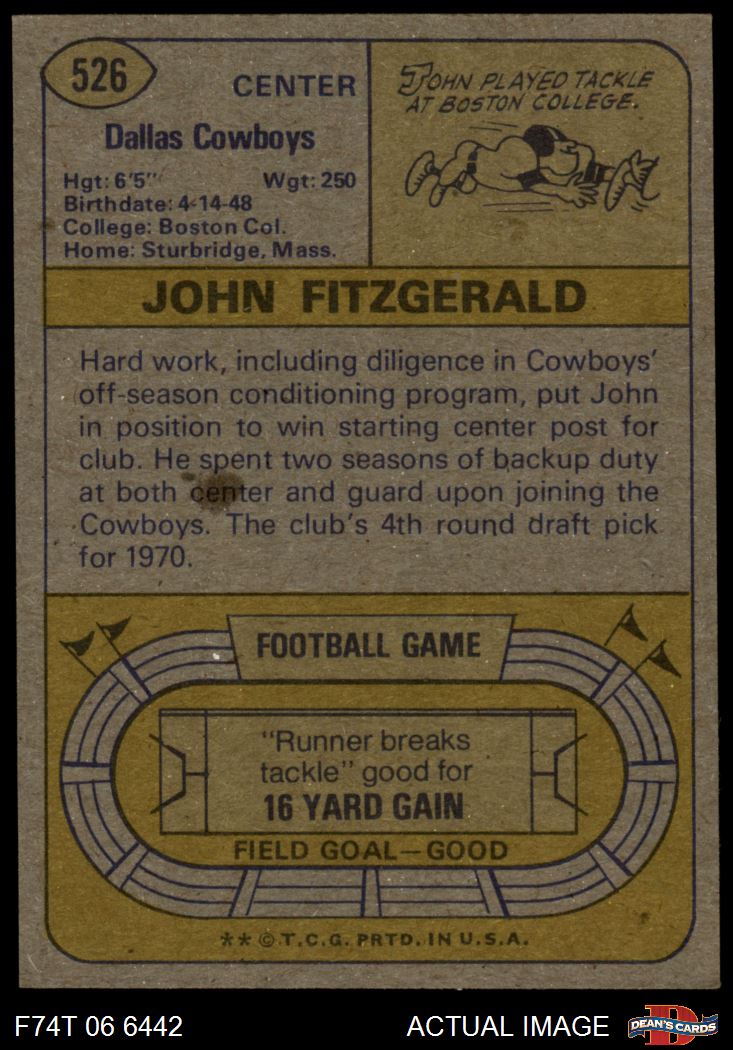 526
CENTER
Dallas Cowboys
Hgt: 6'5" Wgt: 250
Birthdate: 4-14-48
College: Boston Col.
Home: Sturbridge, Mass.
JOHN PLAYED TACKLE
AT BOSTON COLLEGE.
JOHN FITZGERALD
Hard work, including diligence in Cowboys'
off-season conditioning program, put John
in position to win starting center post for
club. He spent two seasons of backup duty
at both center and guard upon joining the
Cowboys. The club's 4th round draft pick
for 1970.
FOOTBALL GAME
"Runner breaks
tackle" good for
16 YARD GAIN
FIELD GOAL—GOOD
** © T.C.G. PRTD. IN U.S.A.
F74T 06 6442
ACTUAL IMAGE
D
DEAN'S CARDS